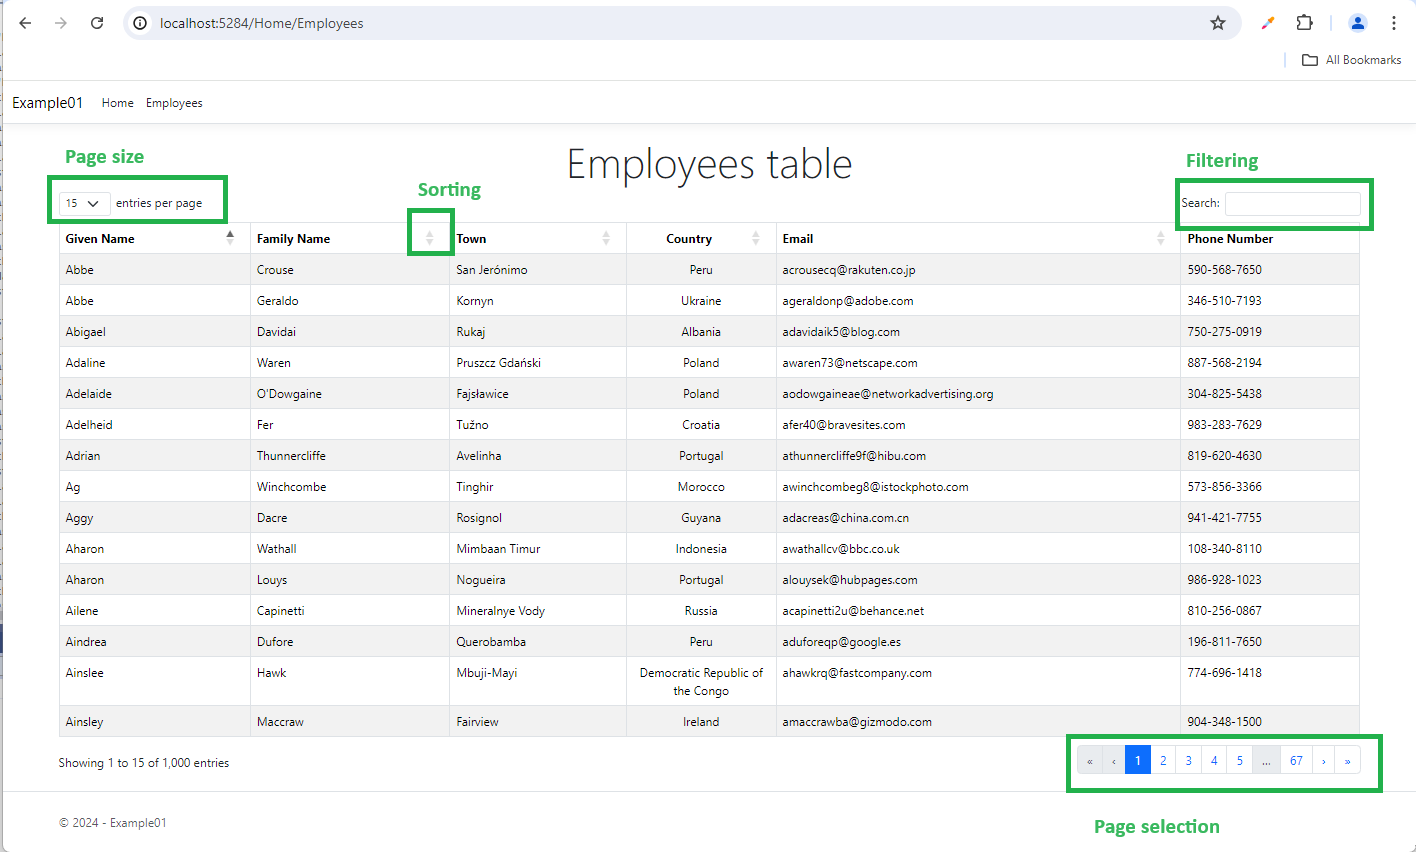 localhost:5284/Home/Employees
All Bookmarks
Example01 Home Employees
Page size
Employees table
Filtering
Sorting
15 entries per page
Search:
Given Name Family Name Town Country Email Phone Number
Abbe Crouse San Jerónimo Peru acrousecq@rakuten.co.jp 590-568-7650
Abbe Geraldo Kornyn Ukraine ageraldonp@adobe.com 346-510-7193
Abigael Davidai Rukaj Albania adavidaik5@blog.com 750-275-0919
Adaline Waren Pruszcz Gdański Poland awaren73@netscape.com 887-568-2194
Adelaide O'Dowgaine Fajsławice Poland aodowgaineae@networkadvertising.org 304-825-5438
Adelheid Fer Tužno Croatia afer40@bravesites.com 983-283-7629
Adrian Thunnercliffe Avelinha Portugal athunnercliffe9f@hibu.com 819-620-4630
Ag Winchcombe Tinghir Morocco awinchcombeg8@istockphoto.com 573-856-3366
Aggy Dacre Rosignol Guyana adacreas@china.com.cn 941-421-7755
Aharon Wathall Mimbaan Timur Indonesia awathallcv@bbc.co.uk 108-340-8110
Aharon Louys Nogueira Portugal alouysek@hubpages.com 986-928-1023
Ailene Capinetti Mineralnye Vody Russia acapinetti2u@behance.net 810-256-0867
Aindrea Dufore Querobamba Peru aduforeqp@google.es 196-811-7650
Ainslee Hawk Mbuji-Mayi Democratic Republic of ahawkrq@fastcompany.com 774-696-1418
the Congo
Ainsley Maccraw Fairview Ireland amaccrawba@gizmodo.com 904-348-1500
Showing 1 to 15 of 1,000 entries
« ‹ 1 2 3 4 5 ... 67 › »
© 2024 - Example01
Page selection